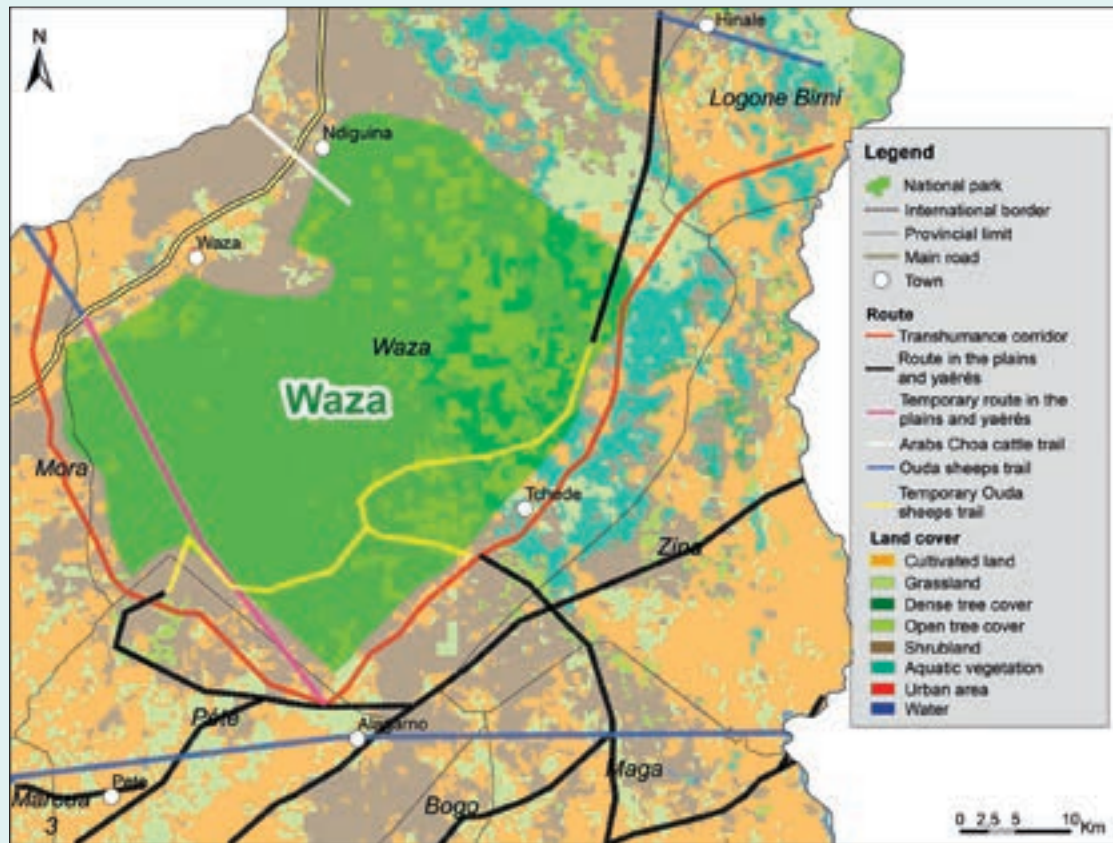 N
Hinale
Logone Birni
Ndiguina
Waza
Waza
Waza
Mora
Tchede
Zina
Pété
Alagarno
Pete
Maga
Bogo
Maroua
3
Legend
National park
International border
Provincial limit
Main road
Town
Route
Transhumance corridor
Route in the plains
and yaérés
Temporary route in the
plains and yaérés
Arabs Choa cattle trail
Ouda sheeps trail
Temporary Ouda
sheeps trail
Land cover
Cultivated land
Grassland
Dense tree cover
Open tree cover
Shrubland
Aquatic vegetation
Urban area
Water
0 2,5 5 10 Km